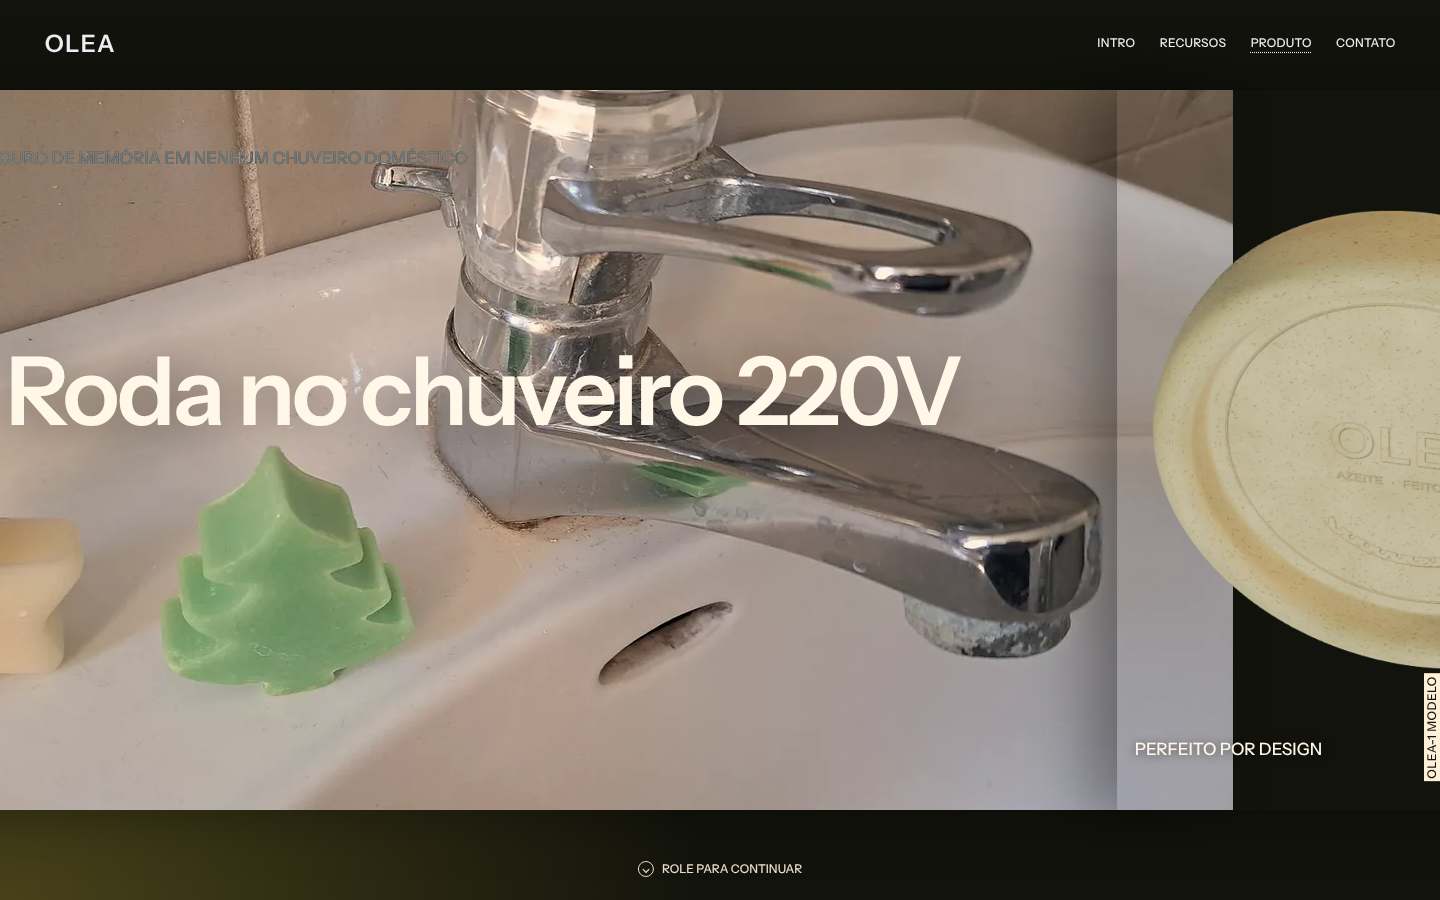 OLEA
INTRO
RECURSOS
PRODUTO
CONTATO
DE MEMÓRIA EM NENHUM CHUVEIRO DOMÉSTICO
Roda no chuveiro 220V
AZEITE ·
PERFEITO POR DESIGN
OLEA-1 MODELO
ROLE PARA CONTINUAR